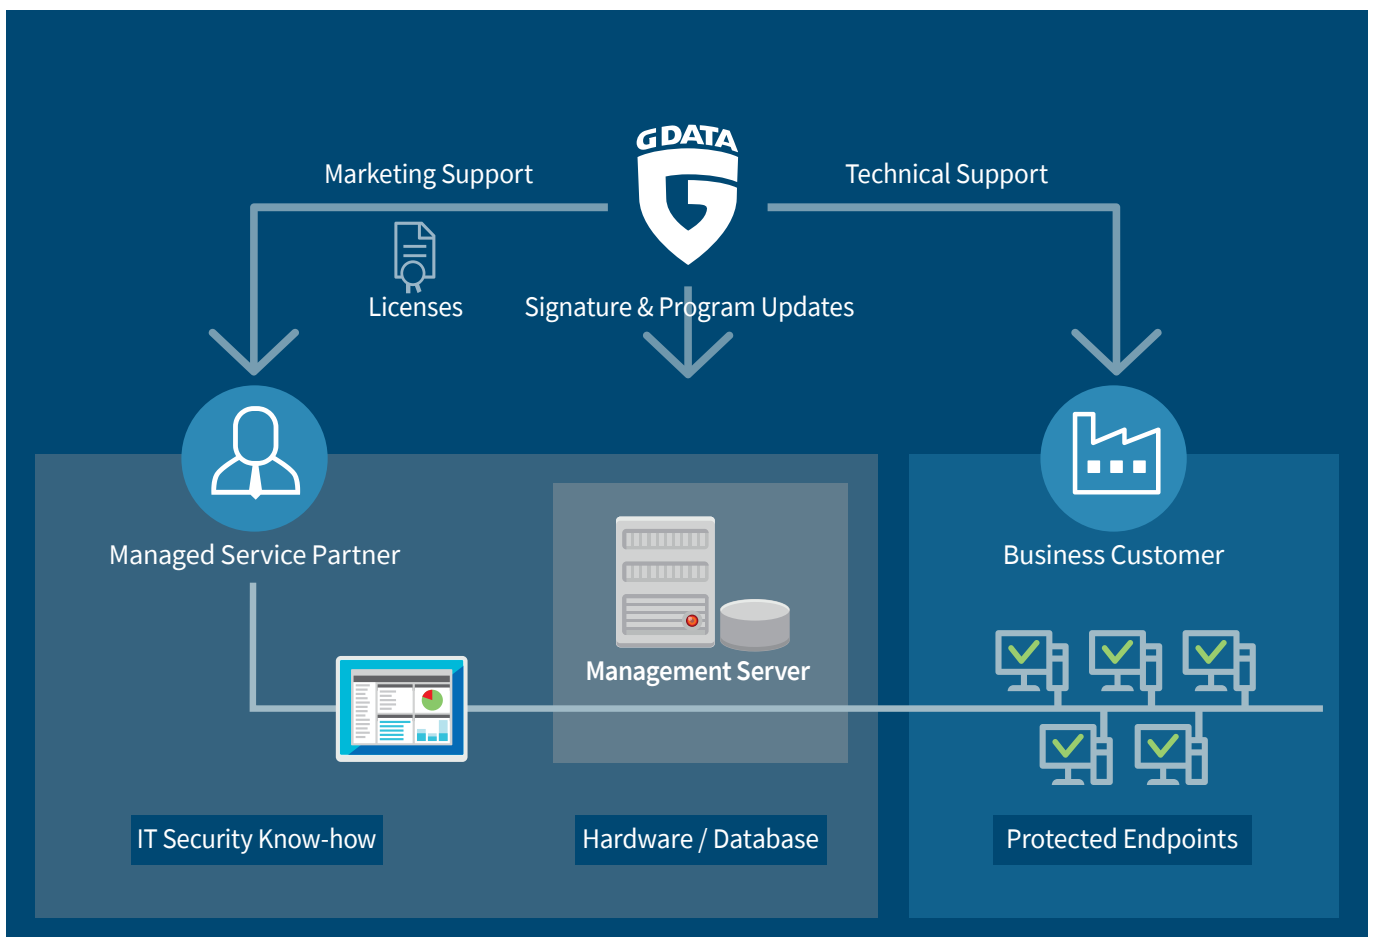 G DATA
Marketing Support
Technical Support
Licenses
Signature & Program Updates
Managed Service Partner
Business Customer
Management Server
IT Security Know-how
Hardware / Database
Protected Endpoints